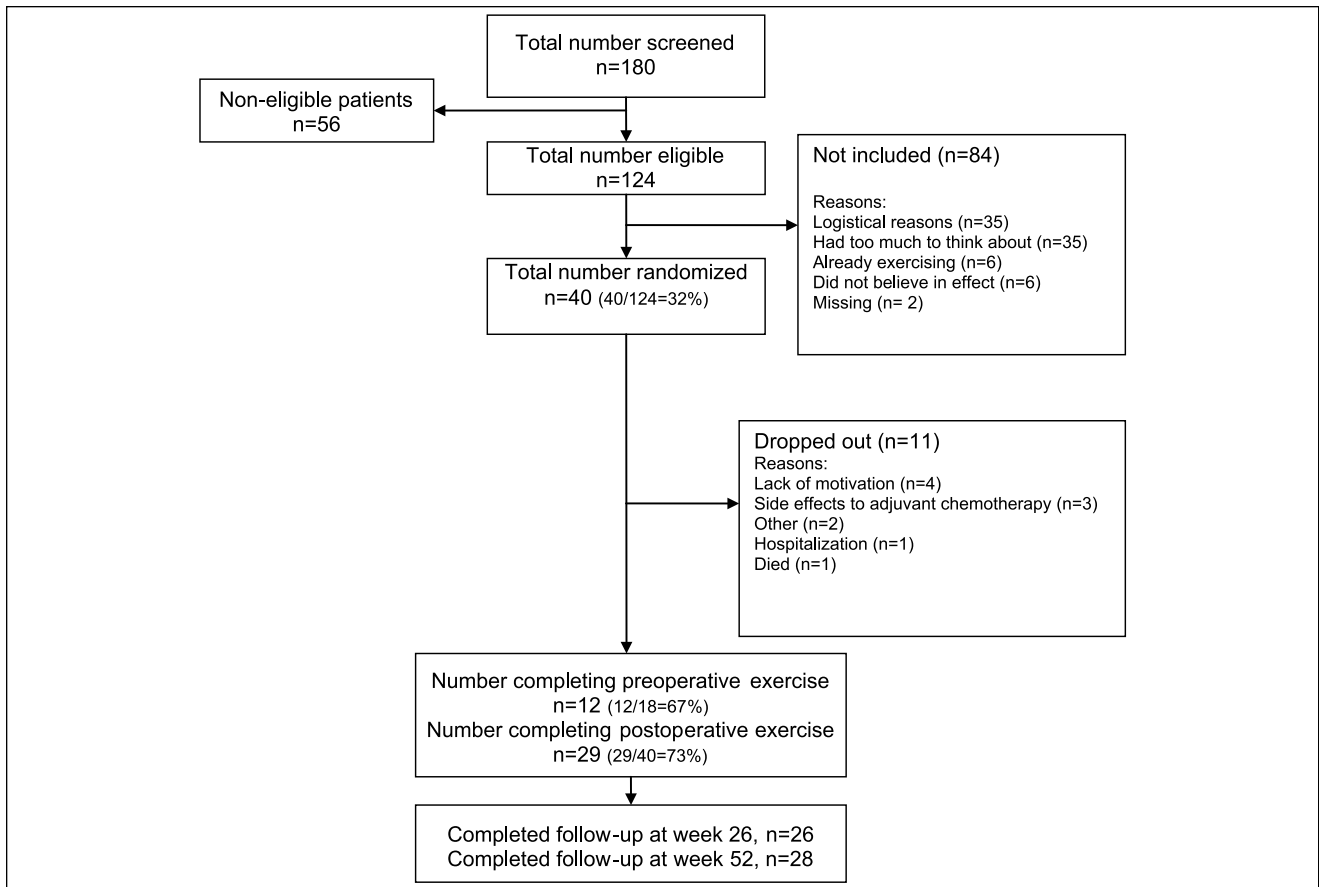 Total number screened
n=180
Non-eligible patients
n=56
Total number eligible
n=124
Not included (n=84)
Reasons:
Logistical reasons (n=35)
Had too much to think about (n=35)
Already exercising (n=6)
Did not believe in effect (n=6)
Missing (n= 2)
Total number randomized
n=40 (40/124=32%)
Dropped out (n=11)
Reasons:
Lack of motivation (n=4)
Side effects to adjuvant chemotherapy (n=3)
Other (n=2)
Hospitalization (n=1)
Died (n=1)
Number completing preoperative exercise
n=12 (12/18=67%)
Number completing postoperative exercise
n=29 (29/40=73%)
Completed follow-up at week 26, n=26
Completed follow-up at week 52, n=28